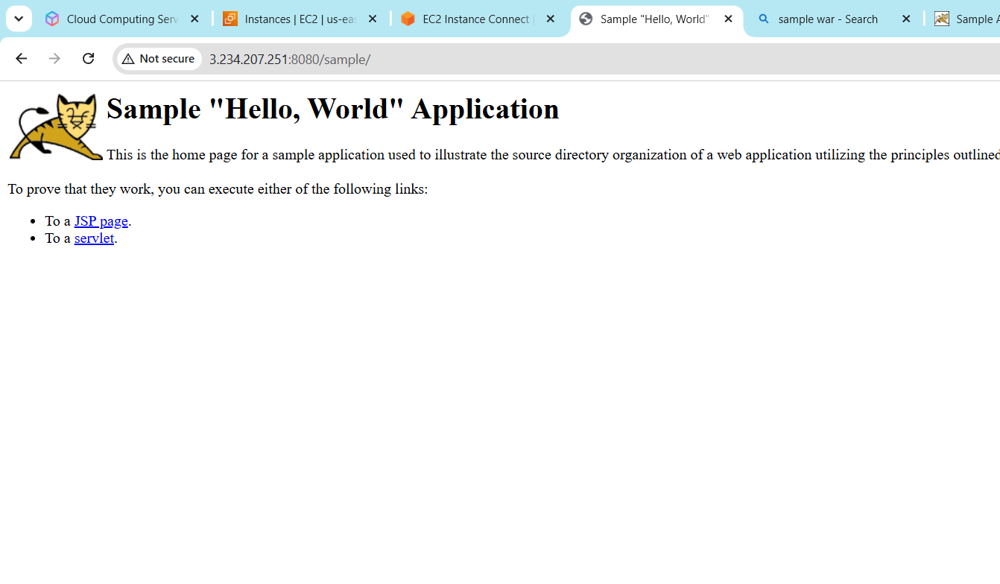 Cloud Computing Serv
Instances | EC2 | us-eas
EC2 Instance Connect |
Sample "Hello, World"
sample war - Search
Sample A
Not secure
3.234.207.251:8080/sample/
Sample "Hello, World" Application
This is the home page for a sample application used to illustrate the source directory organization of a web application utilizing the principles outlined
To prove that they work, you can execute either of the following links:
• To a JSP page.
• To a servlet.